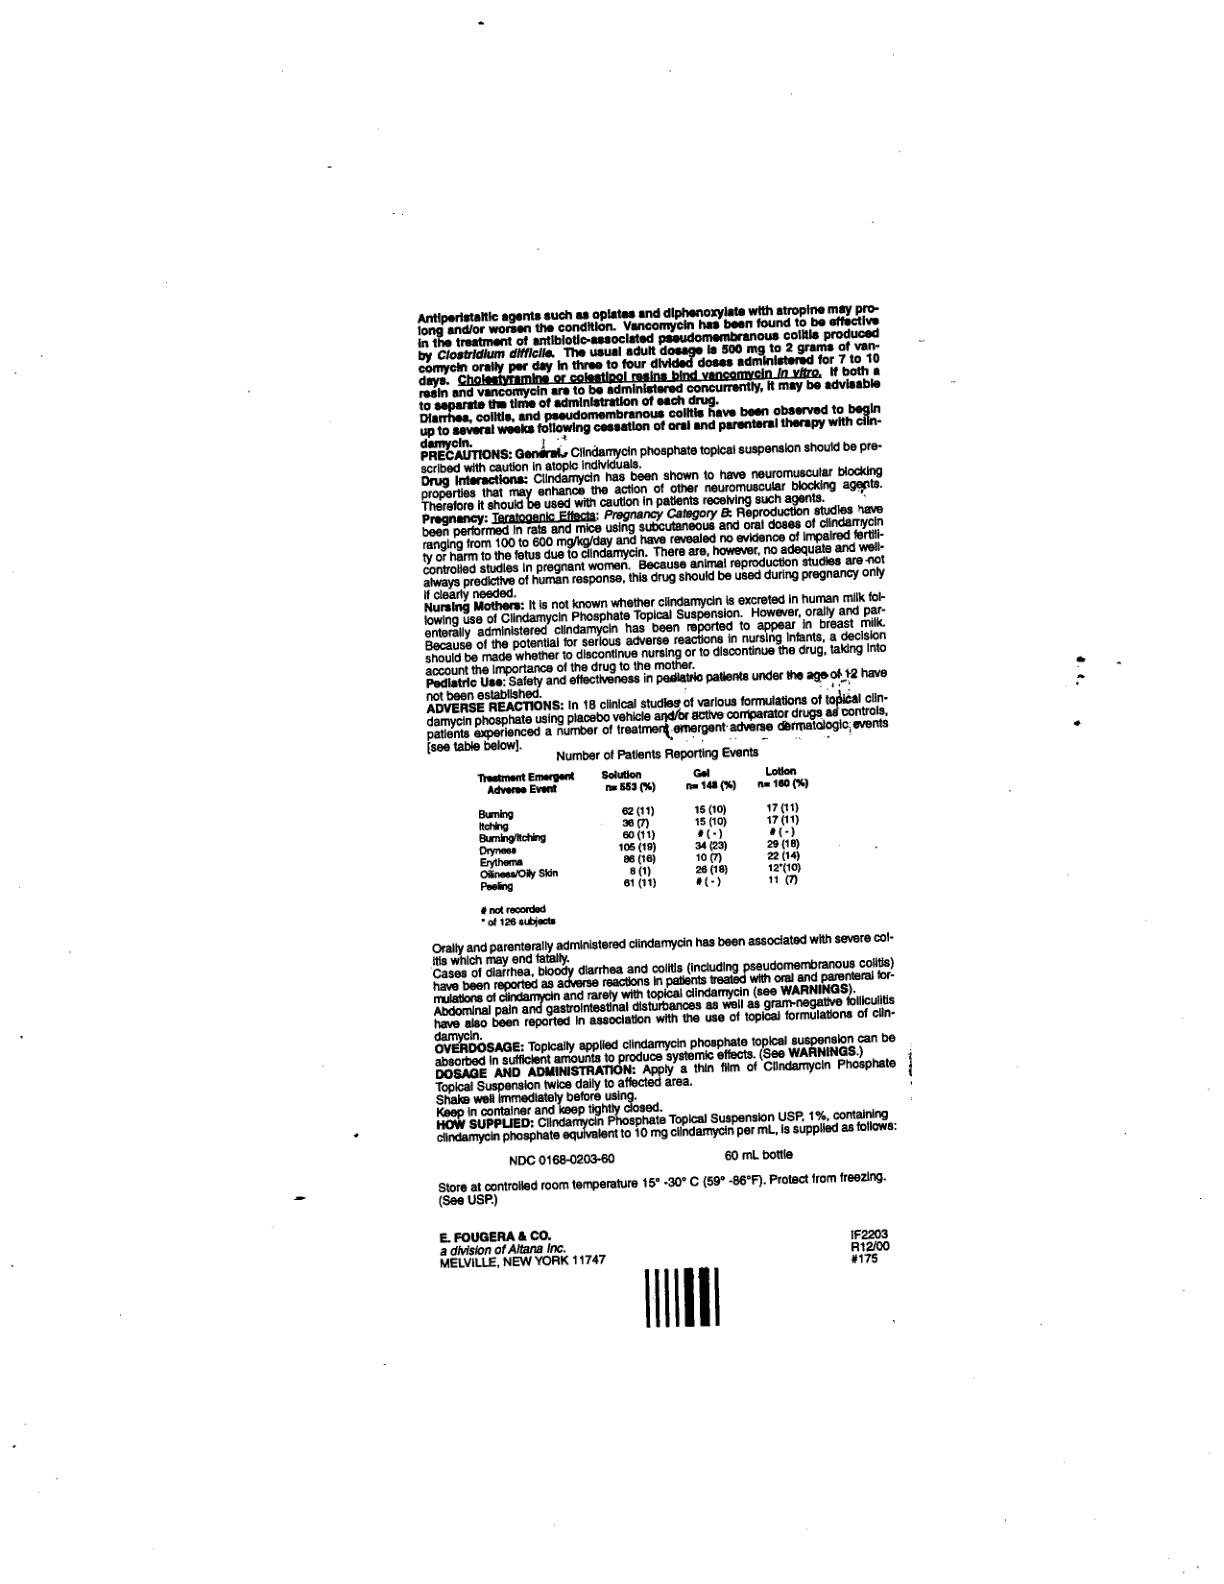 Antiperistaltic agents such as opiates and diphenoxylate with atropine may pro-
long and/or worsen the condition. Vancomycin has been found to be effective
in the treatment of antibiotic-associated pseudomembranous colitis produced
by Clostridium difficile. The usual adult dosage is 500 mg to 2 grams of van-
comycin orally per day in three to four divided doses administered for 7 to 10
days. Cholestyramine or colestipol resins bind vancomycin in vitro. If both a
resin and vancomycin are to be administered concurrently, it may be advisable
to separate the time of administration of each drug.
Diarrhea, colitis, and pseudomembranous colitis have been observed to begin
up to several weeks following cessation of oral and parenteral therapy with clin-
damycin.
PRECAUTIONS: General: Clindamycin phosphate topical suspension should be pre-
scribed with caution in atopic individuals.
Drug Interactions: Clindamycin has been shown to have neuromuscular blocking
properties that may enhance the action of other neuromuscular blocking agents.
Therefore it should be used with caution in patients receiving such agents.
Pregnancy: Teratogenic Effects: Pregnancy Category B: Reproduction studies have
been performed in rats and mice using subcutaneous and oral doses of clindamycin
ranging from 100 to 600 mg/kg/day and have revealed no evidence of impaired fertili-
ty or harm to the fetus due to clindamycin. There are, however, no adequate and well-
controlled studies in pregnant women. Because animal reproduction studies are not
always predictive of human response, this drug should be used during pregnancy only
if clearly needed.
Nursing Mothers: It is not known whether clindamycin is excreted in human milk fol-
lowing use of Clindamycin Phosphate Topical Suspension. However, orally and par-
enterally administered clindamycin has been reported to appear in breast milk.
Because of the potential for serious adverse reactions in nursing infants, a decision
should be made whether to discontinue nursing or to discontinue the drug, taking into
account the importance of the drug to the mother.
Pediatric Use: Safety and effectiveness in pediatric patients under the age of 12 have
not been established.
ADVERSE REACTIONS: In 18 clinical studies of various formulations of topical clin-
damycin phosphate using placebo vehicle and/or active comparator drugs as controls,
patients experienced a number of treatment emergent adverse dermatologic events
[see table below].
Number of Patients Reporting Events
Treatment Emergent Solution Gel Lotion
Adverse Event n= 553 (%) n= 148 (%) n= 160 (%)
Burning 62 (11) 15 (10) 17 (11)
Itching 36 (7) 15 (10) 17 (11)
Burning/Itching 60 (11) # ( - ) # ( - )
Dryness 105 (19) 34 (23) 29 (18)
Erythema 86 (16) 10 (7) 22 (14)
Oiliness/Oily Skin 8 (1) 26 (18) 12*(10)
Peeling 61 (11) # ( - ) 11 (7)
# not recorded
* of 126 subjects
Orally and parenterally administered clindamycin has been associated with severe col-
itis which may end fatally.
Cases of diarrhea, bloody diarrhea and colitis (including pseudomembranous colitis)
have been reported as adverse reactions in patients treated with oral and parenteral for-
mulations of clindamycin and rarely with topical clindamycin (see WARNINGS).
Abdominal pain and gastrointestinal disturbances as well as gram-negative folliculitis
have also been reported in association with the use of topical formulations of clin-
damycin.
OVERDOSAGE: Topically applied clindamycin phosphate topical suspension can be
absorbed in sufficient amounts to produce systemic effects. (See WARNINGS.)
DOSAGE AND ADMINISTRATION: Apply a thin film of Clindamycin Phosphate
Topical Suspension twice daily to affected area.
Shake well immediately before using.
Keep in container and keep tightly closed.
HOW SUPPLIED: Clindamycin Phosphate Topical Suspension USP, 1%, containing
clindamycin phosphate equivalent to 10 mg clindamycin per mL, is supplied as follows:
NDC 0168-0203-60 60 mL bottle
Store at controlled room temperature 15° -30° C (59° -86°F). Protect from freezing.
(See USP.)
E. FOUGERA & CO. IF2203
a division of Altana Inc. R12/00
MELVILLE, NEW YORK 11747 #175